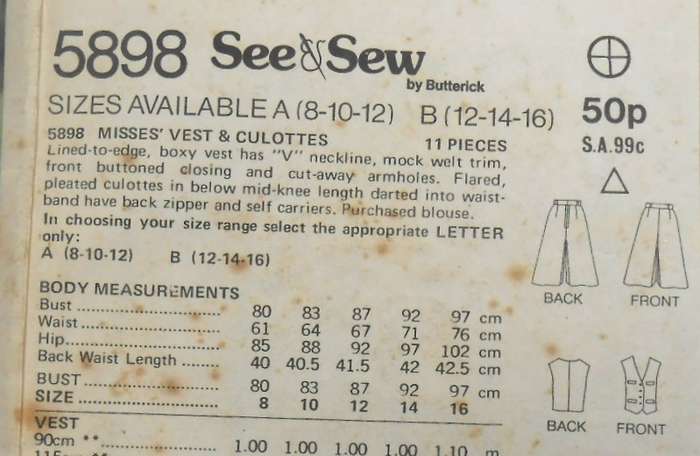 5898 See & Sew
by Butterick
SIZES AVAILABLE A (8-10-12) B (12-14-16)
50p
S.A.99c
5898 MISSES' VEST & CULOTTES 11 PIECES
Lined-to-edge, boxy vest has "V" neckline, mock welt trim,
front buttoned closing and cut-away armholes. Flared,
pleated culottes in below mid-knee length darted into waist-
band have back zipper and self carriers. Purchased blouse.
In choosing your size range select the appropriate LETTER
only:
A (8-10-12) B (12-14-16)
BODY MEASUREMENTS
Bust 80 83 87 92 97 cm
Waist 61 64 67 71 76 cm
Hip 85 88 92 97 102 cm
Back Waist Length 40 40.5 41.5 42 42.5 cm
BUST 80 83 87 92 97 cm
SIZE 8 10 12 14 16
VEST
90cm ** 1.00 1.00 1.00 1.00 1.10 m
115cm **
BACK FRONT
BACK FRONT